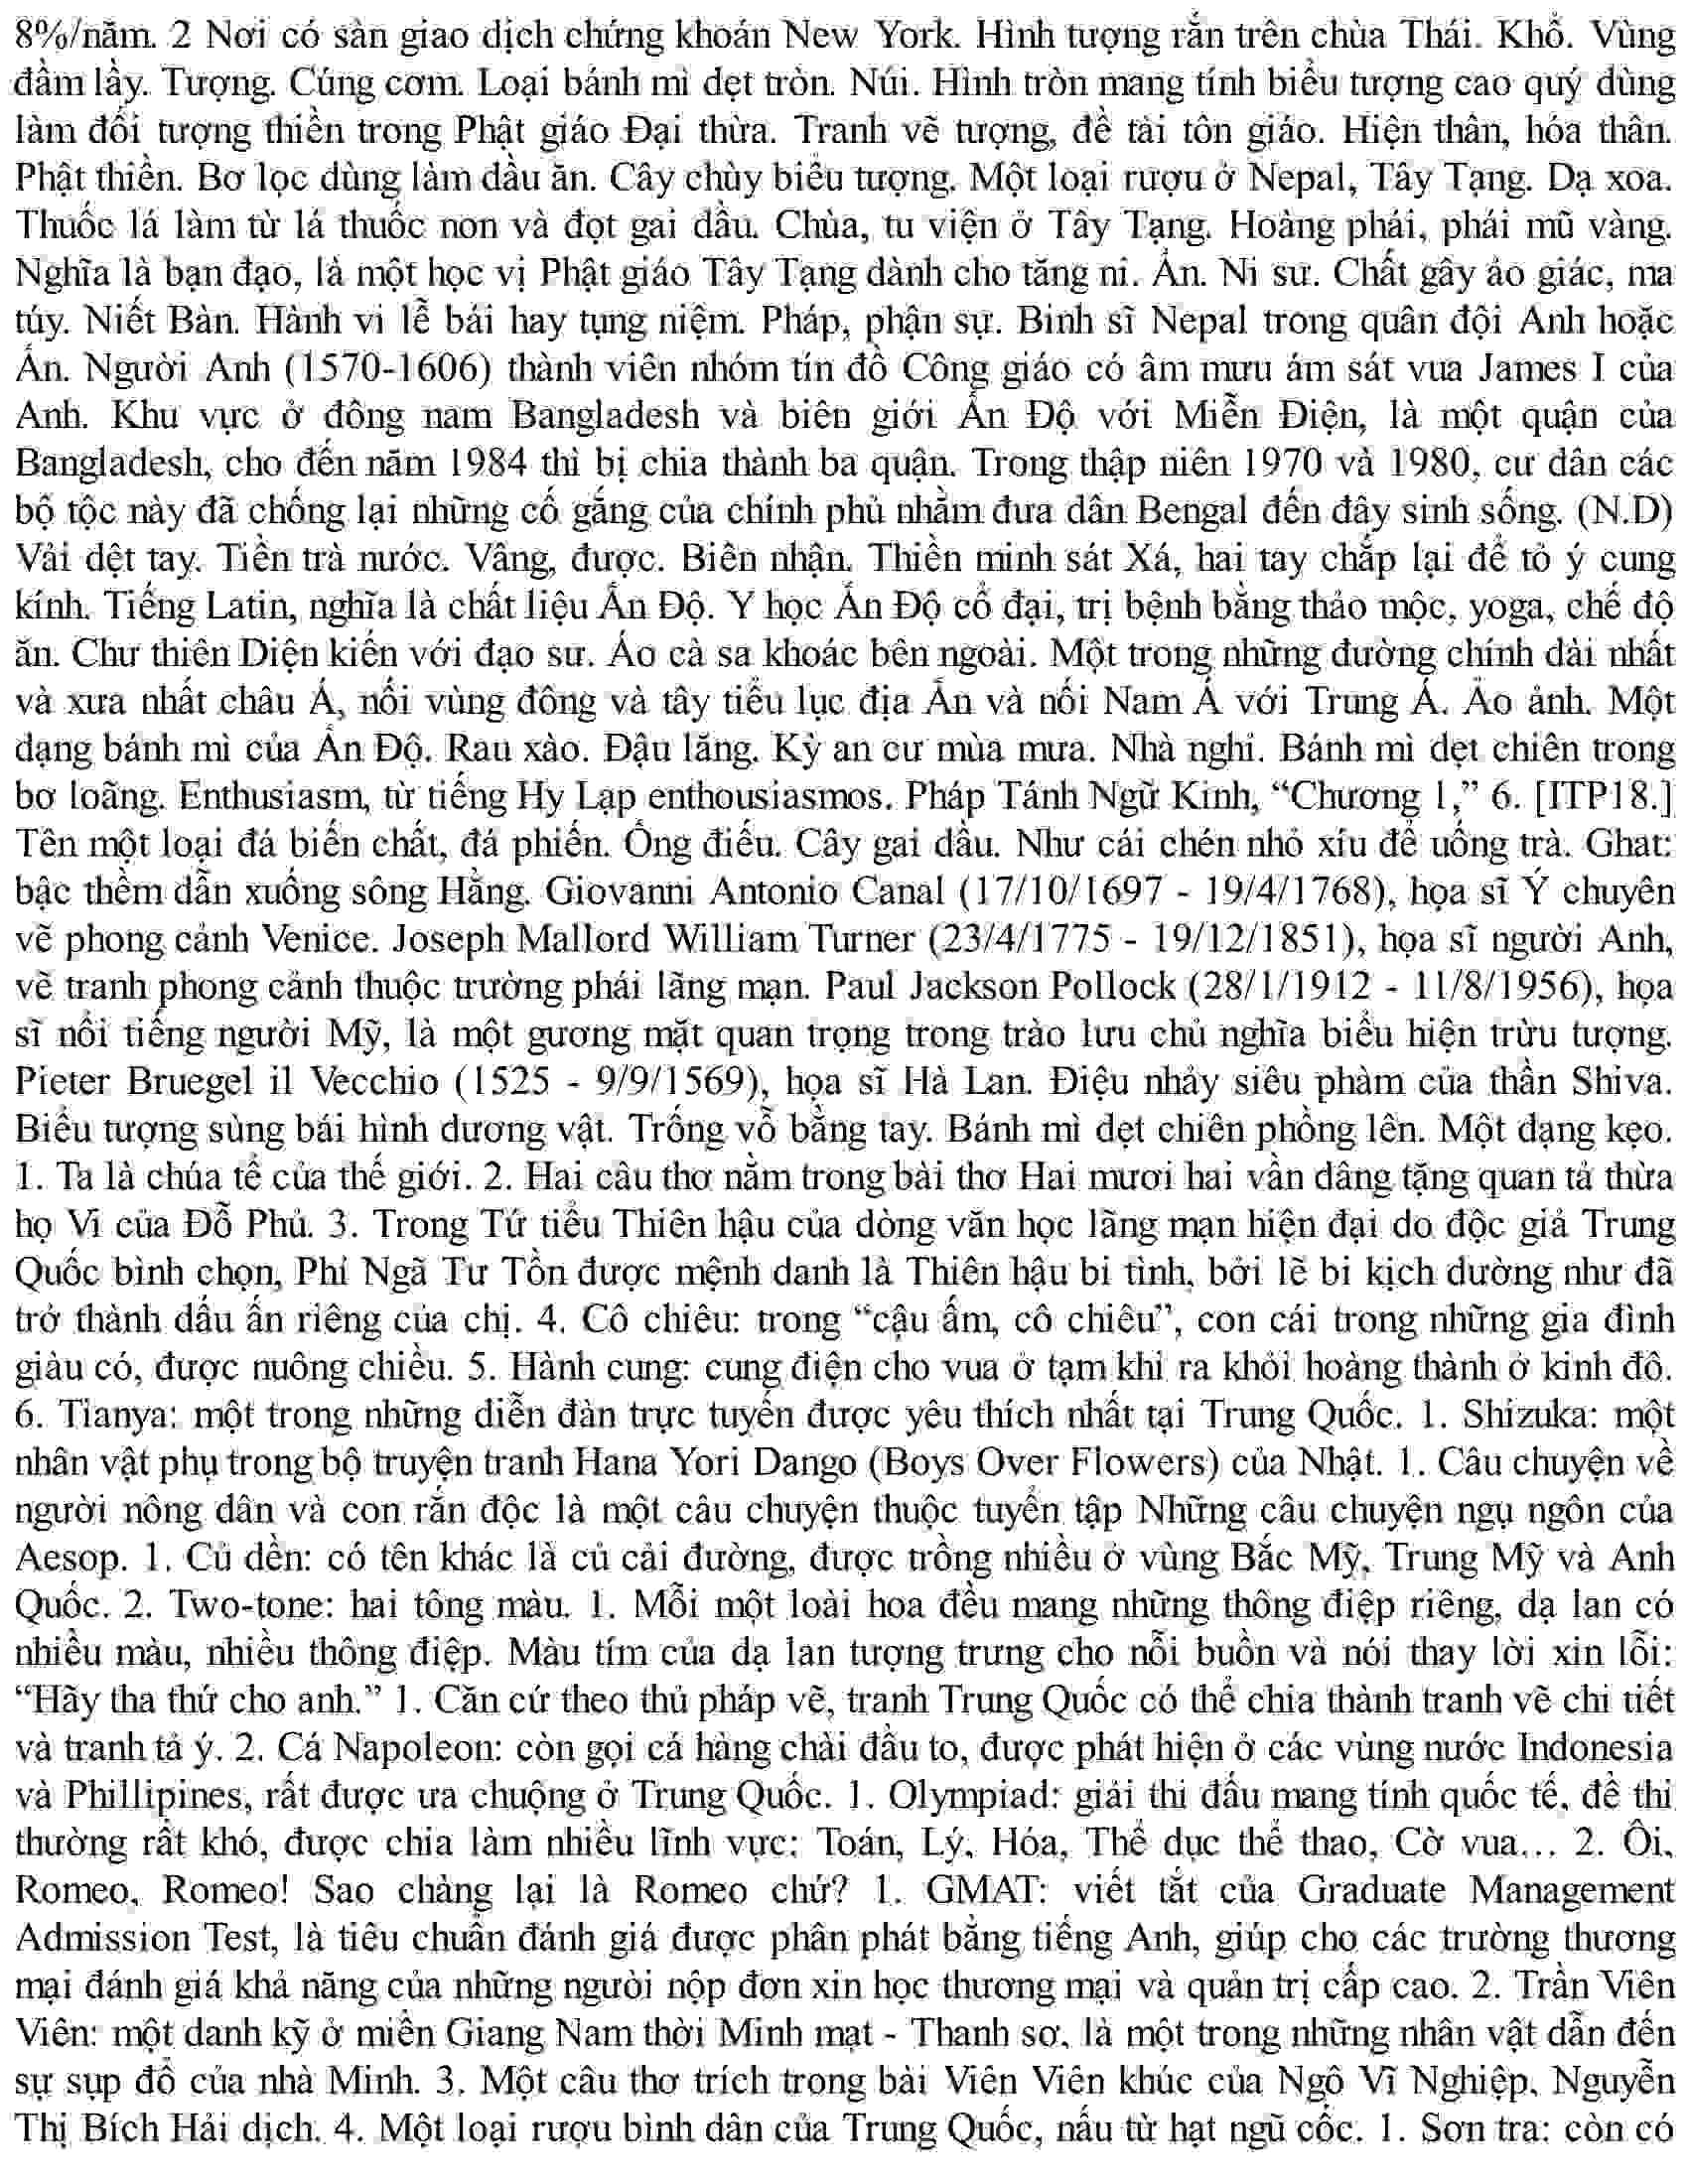 8%/năm. 2 Nơi có sàn giao dịch chứng khoán New York. Hình tượng rắn trên chùa Thái. Khổ. Vùng
đầm lầy. Tượng. Cúng cơm. Loại bánh mì dẹt tròn. Núi. Hình tròn mang tính biểu tượng cao quý dùng
làm đối tượng thiền trong Phật giáo Đại thừa. Tranh vẽ tượng, đề tài tôn giáo. Hiện thân, hóa thân.
Phật thiền. Bơ lọc dùng làm dầu ăn. Cây chùy biểu tượng. Một loại rượu ở Nepal, Tây Tạng. Dạ xoa.
Thuốc lá làm từ lá thuốc non và đọt gai dầu. Chùa, tu viện ở Tây Tạng. Hoàng phái, phái mũ vàng.
Nghĩa là bạn đạo, là một học vị Phật giáo Tây Tạng dành cho tăng ni. Ấn. Ni sư. Chất gây ảo giác, ma
túy. Niết Bàn. Hành vi lễ bái hay tụng niệm. Pháp, phận sự. Binh sĩ Nepal trong quân đội Anh hoặc
Ấn. Người Anh (1570-1606) thành viên nhóm tín đồ Công giáo có âm mưu ám sát vua James I của
Anh. Khu vực ở đông nam Bangladesh và biên giới Ấn Độ với Miễn Điện, là một quận của
Bangladesh, cho đến năm 1984 thì bị chia thành ba quận. Trong thập niên 1970 và 1980, cư dân các
bộ tộc này đã chống lại những cố gắng của chính phủ nhằm đưa dân Bengal đến đây sinh sống. (N.D)
Vải dệt tay. Tiền trà nước. Vâng, được. Biên nhận. Thiền minh sát Xá, hai tay chắp lại để tỏ ý cung
kính. Tiếng Latin, nghĩa là chất liệu Ấn Độ. Y học Ấn Độ cổ đại, trị bệnh bằng thảo mộc, yoga, chế độ
ăn. Chư thiên Diện kiến với đạo sư. Áo cà sa khoác bên ngoài. Một trong những đường chính dài nhất
và xưa nhất châu Á, nối vùng đông và tây tiểu lục địa Ấn và nối Nam Á với Trung Á. Ảo ảnh. Một
dạng bánh mì của Ấn Độ. Rau xào. Đậu lăng. Kỳ an cư mùa mưa. Nhà nghỉ. Bánh mì dẹt chiên trong
bơ loãng. Enthusiasm, từ tiếng Hy Lạp enthousiasmos. Pháp Tánh Ngữ Kinh, “Chương 1,” 6. [ITP18.]
Tên một loại đá biến chất, đá phiến. Ống điếu. Cây gai dầu. Như cái chén nhỏ xíu để uống trà. Ghat:
bậc thềm dẫn xuống sông Hằng. Giovanni Antonio Canal (17/10/1697 - 19/4/1768), họa sĩ Ý chuyên
vẽ phong cảnh Venice. Joseph Mallord William Turner (23/4/1775 - 19/12/1851), họa sĩ người Anh,
vẽ tranh phong cảnh thuộc trường phái lãng mạn. Paul Jackson Pollock (28/1/1912 - 11/8/1956), họa
sĩ nổi tiếng người Mỹ, là một gương mặt quan trọng trong trào lưu chủ nghĩa biểu hiện trừu tượng.
Pieter Bruegel il Vecchio (1525 - 9/9/1569), họa sĩ Hà Lan. Điệu nhảy siêu phàm của thần Shiva.
Biểu tượng sùng bái hình dương vật. Trống vỗ bằng tay. Bánh mì dẹt chiên phồng lên. Một dạng kẹo.
1. Ta là chúa tể của thế giới. 2. Hai câu thơ nằm trong bài thơ Hai mươi hai vần dâng tặng quan tả thừa
họ Vi của Đỗ Phủ. 3. Trong Tứ tiểu Thiên hậu của dòng văn học lãng mạn hiện đại do độc giả Trung
Quốc bình chọn, Phỉ Ngã Tư Tồn được mệnh danh là Thiên hậu bi tình, bởi lẽ bi kịch dường như đã
trở thành dấu ấn riêng của chị. 4. Cô chiêu: trong “cậu ấm, cô chiêu”, con cái trong những gia đình
giàu có, được nuông chiều. 5. Hành cung: cung điện cho vua ở tạm khi ra khỏi hoàng thành ở kinh đô.
6. Tianya: một trong những diễn đàn trực tuyến được yêu thích nhất tại Trung Quốc. 1. Shizuka: một
nhân vật phụ trong bộ truyện tranh Hana Yori Dango (Boys Over Flowers) của Nhật. 1. Câu chuyện về
người nông dân và con rắn độc là một câu chuyện thuộc tuyển tập Những câu chuyện ngụ ngôn của
Aesop. 1. Củ dền: có tên khác là củ cải đường, được trồng nhiều ở vùng Bắc Mỹ, Trung Mỹ và Anh
Quốc. 2. Two-tone: hai tông màu. 1. Mỗi một loài hoa đều mang những thông điệp riêng, dạ lan có
nhiều màu, nhiều thông điệp. Màu tím của dạ lan tượng trưng cho nỗi buồn và nói thay lời xin lỗi:
“Hãy tha thứ cho anh.” 1. Căn cứ theo thủ pháp vẽ, tranh Trung Quốc có thể chia thành tranh vẽ chi tiết
và tranh tả ý. 2. Cá Napoleon: còn gọi cá hàng chài đầu to, được phát hiện ở các vùng nước Indonesia
và Phillipines, rất được ưa chuộng ở Trung Quốc. 1. Olympiad: giải thi đấu mang tính quốc tế, đề thi
thường rất khó, được chia làm nhiều lĩnh vực: Toán, Lý, Hóa, Thể dục thể thao, Cờ vua... 2. Ôi,
Romeo, Romeo! Sao chàng lại là Romeo chứ? 1. GMAT: viết tắt của Graduate Management
Admission Test, là tiêu chuẩn đánh giá được phân phát bằng tiếng Anh, giúp cho các trường thương
mại đánh giá khả năng của những người nộp đơn xin học thương mại và quản trị cấp cao. 2. Trần Viên
Viên: một danh kỹ ở miền Giang Nam thời Minh mạt - Thanh sơ, là một trong những nhân vật dẫn đến
sự sụp đổ của nhà Minh. 3. Một câu thơ trích trong bài Viên Viên khúc của Ngô Vĩ Nghiệp, Nguyễn
Thị Bích Hải dịch. 4. Một loại rượu bình dân của Trung Quốc, nấu từ hạt ngũ cốc. 1. Sơn tra: còn có